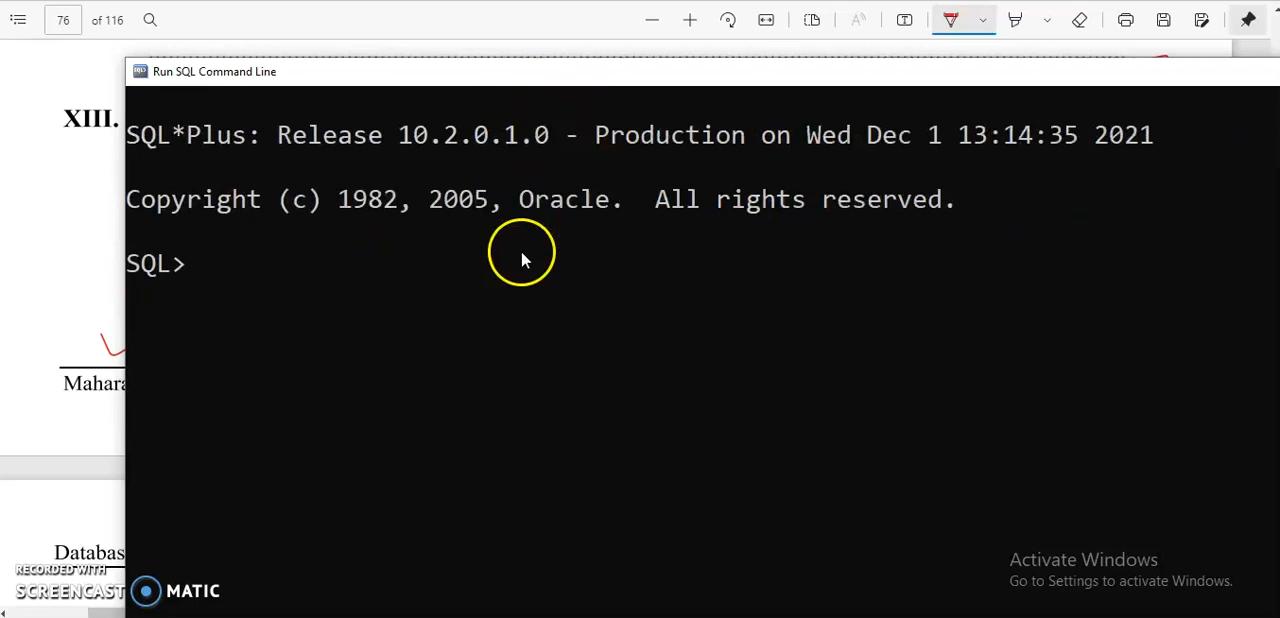 76 of 116
Run SQL Command Line
XIII.
SQL*Plus: Release 10.2.0.1.0 - Production on Wed Dec 1 13:14:35 2021
Copyright (c) 1982, 2005, Oracle.  All rights reserved.
SQL>
Mahara
Databas
Activate Windows
Go to Settings to activate Windows.
RECORDED WITH
SCREENCAST MATIC